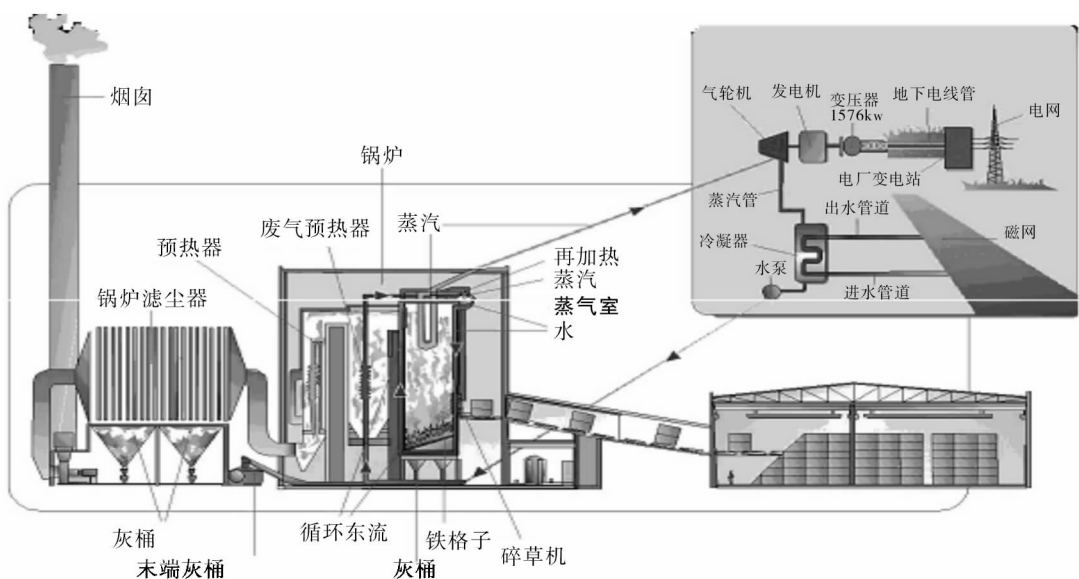 烟囱
锅炉
废气预热器
预热器
锅炉滤尘器
蒸汽
再加热
蒸汽
蒸气室
水
气轮机
发电机
变压器
1576kw
地下电线管
电网
电厂变电站
蒸汽管
出水管道
冷凝器
磁网
水泵
进水管道
灰桶
末端灰桶
循环东流
灰桶
铁格子
碎草机